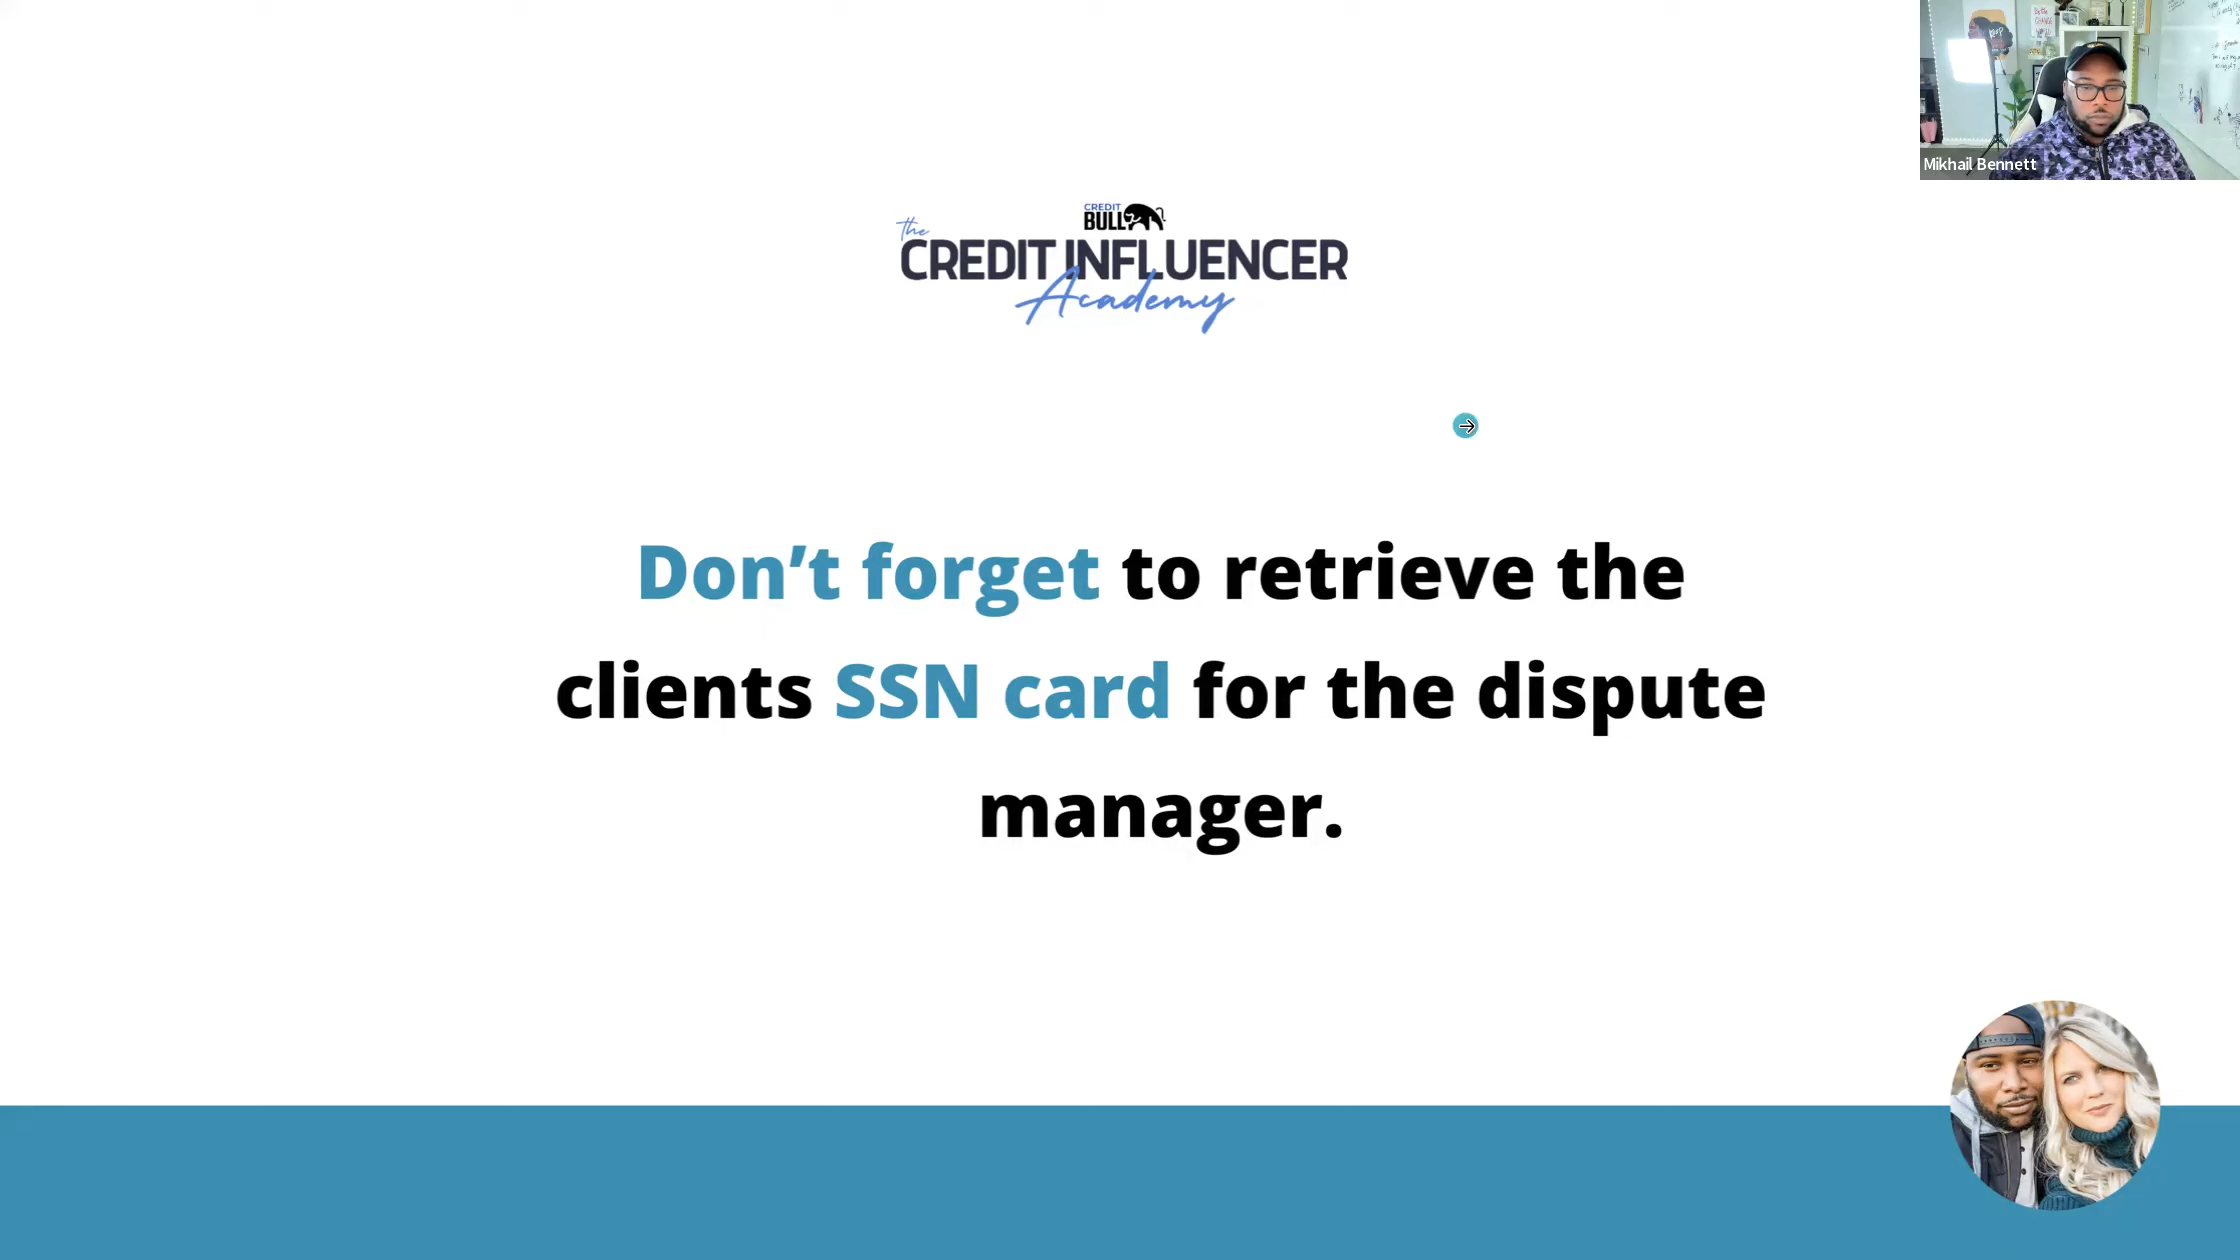 Mikhail Bennett
CREDIT
BULL
the
CREDIT INFLUENCER
Academy
Don’t forget to retrieve the
clients SSN card for the dispute
manager.